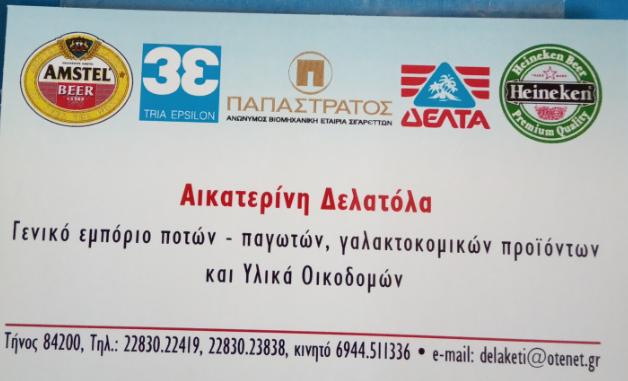 AMSTEL
BEER
3E
TRIA EPSILON
ΠΑΠΑΣΤΡΑΤΟΣ
ΑΝΩΝΥΜΟΣ ΒΙΟΜΗΧΑΝΙΚΗ ΕΤΑΙΡΙΑ ΣΙΓΑΡΕΤΤΩΝ
ΔΕΛΤΑ
Heineken Beer
Heineken
Premium Quality
Αικατερίνη Δελατόλα
Γενικό εμπόριο ποτών - παγωτών, γαλακτοκομικών προϊόντων
και Υλικά Οικοδομών
Τήνος 84200, Τηλ.: 22830.22419, 22830.23838, κινητό 6944.511336 • e-mail: delaketi@otenet.gr